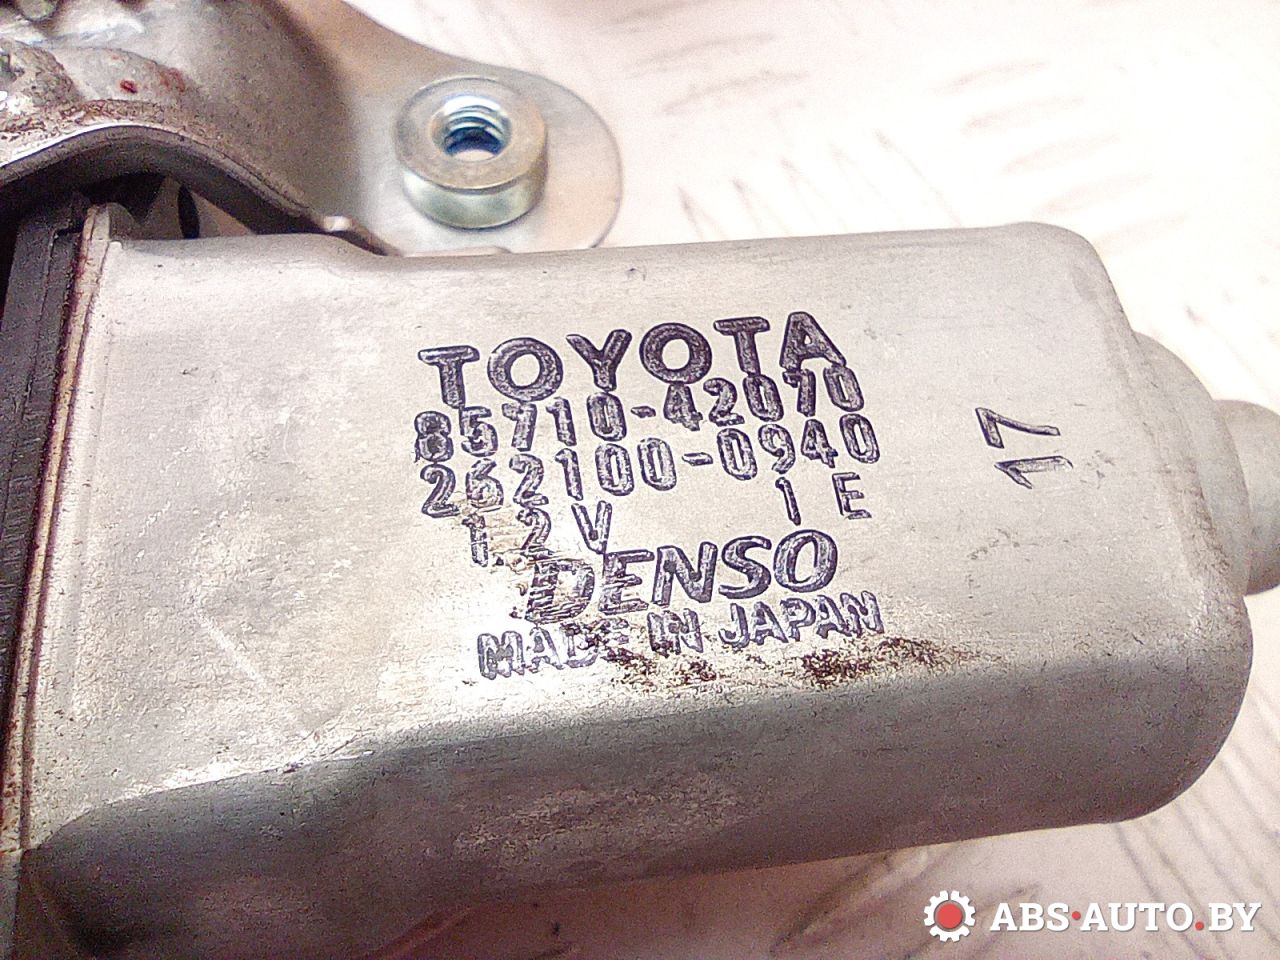 TOYOTA
85710-42070
262100-0940
12V 1 E
DENSO
MADE IN JAPAN
17
ABS·AUTO.BY